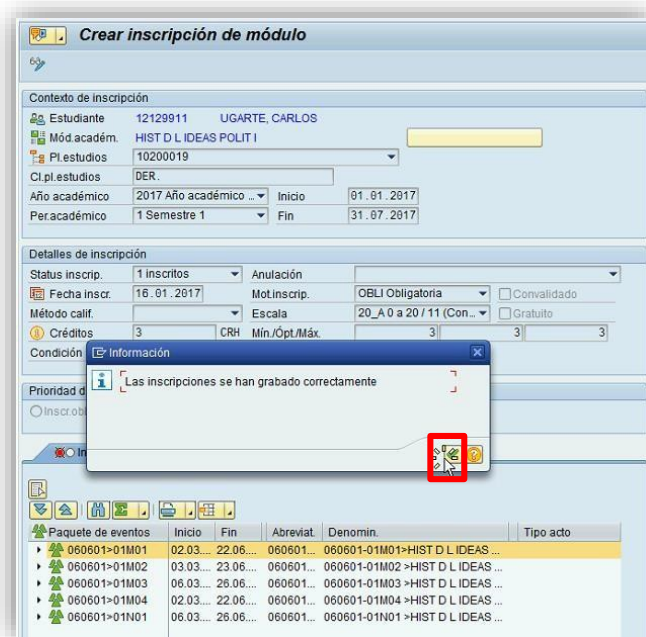 Crear inscripción de módulo
Contexto de inscripción
Estudiante 12129911 UGARTE, CARLOS
Mód.académ. HIST D L IDEAS POLIT I
Pl.estudios 10200019
Cl.pl.estudios DER.
Año académico 2017 Año académico ... Inicio 01.01.2017
Per.académico 1 Semestre 1 Fin 31.07.2017
Detalles de inscripción
Status inscrip. 1 inscritos Anulación
Fecha inscr. 16.01.2017 Mot.inscrip. OBLI Obligatoria Convalidado
Método calif. Escala 20_A 0 a 20 / 11 (Con... Gratuito
Créditos 3 CRH Mín./Ópt./Máx. 3 3 3
Condición
Información
Las inscripciones se han grabado correctamente
Prioridad d
Inscr.obl
In
Paquete de eventos Inicio Fin Abreviat. Denomin. Tipo acto
060601>01M01 02.03.... 22.06.... 060601... 060601-01M01>HIST D L IDEAS ...
060601>01M02 03.03.... 23.06.... 060601... 060601-01M02 >HIST D L IDEAS ...
060601>01M03 06.03.... 26.06.... 060601... 060601-01M03 >HIST D L IDEAS ...
060601>01M04 02.03.... 22.06.... 060601... 060601-01M04 >HIST D L IDEAS ...
060601>01N01 06.03.... 26.06.... 060601... 060601-01N01 >HIST D L IDEAS ...